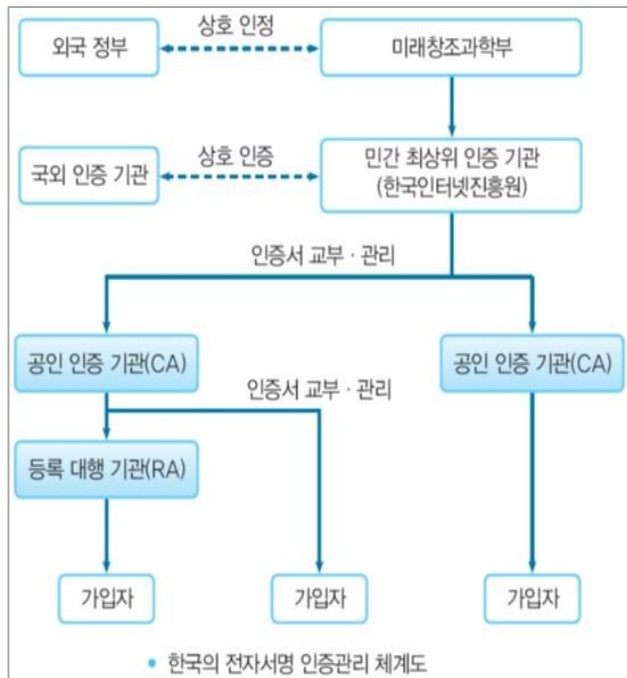 상호 인정
외국 정부
미래창조과학부
상호 인증
국외 인증 기관
민간 최상위 인증 기관
(한국인터넷진흥원)
인증서 교부 · 관리
공인 인증 기관(CA)
공인 인증 기관(CA)
인증서 교부 · 관리
등록 대행 기관(RA)
가입자
가입자
가입자
• 한국의 전자서명 인증관리 체계도